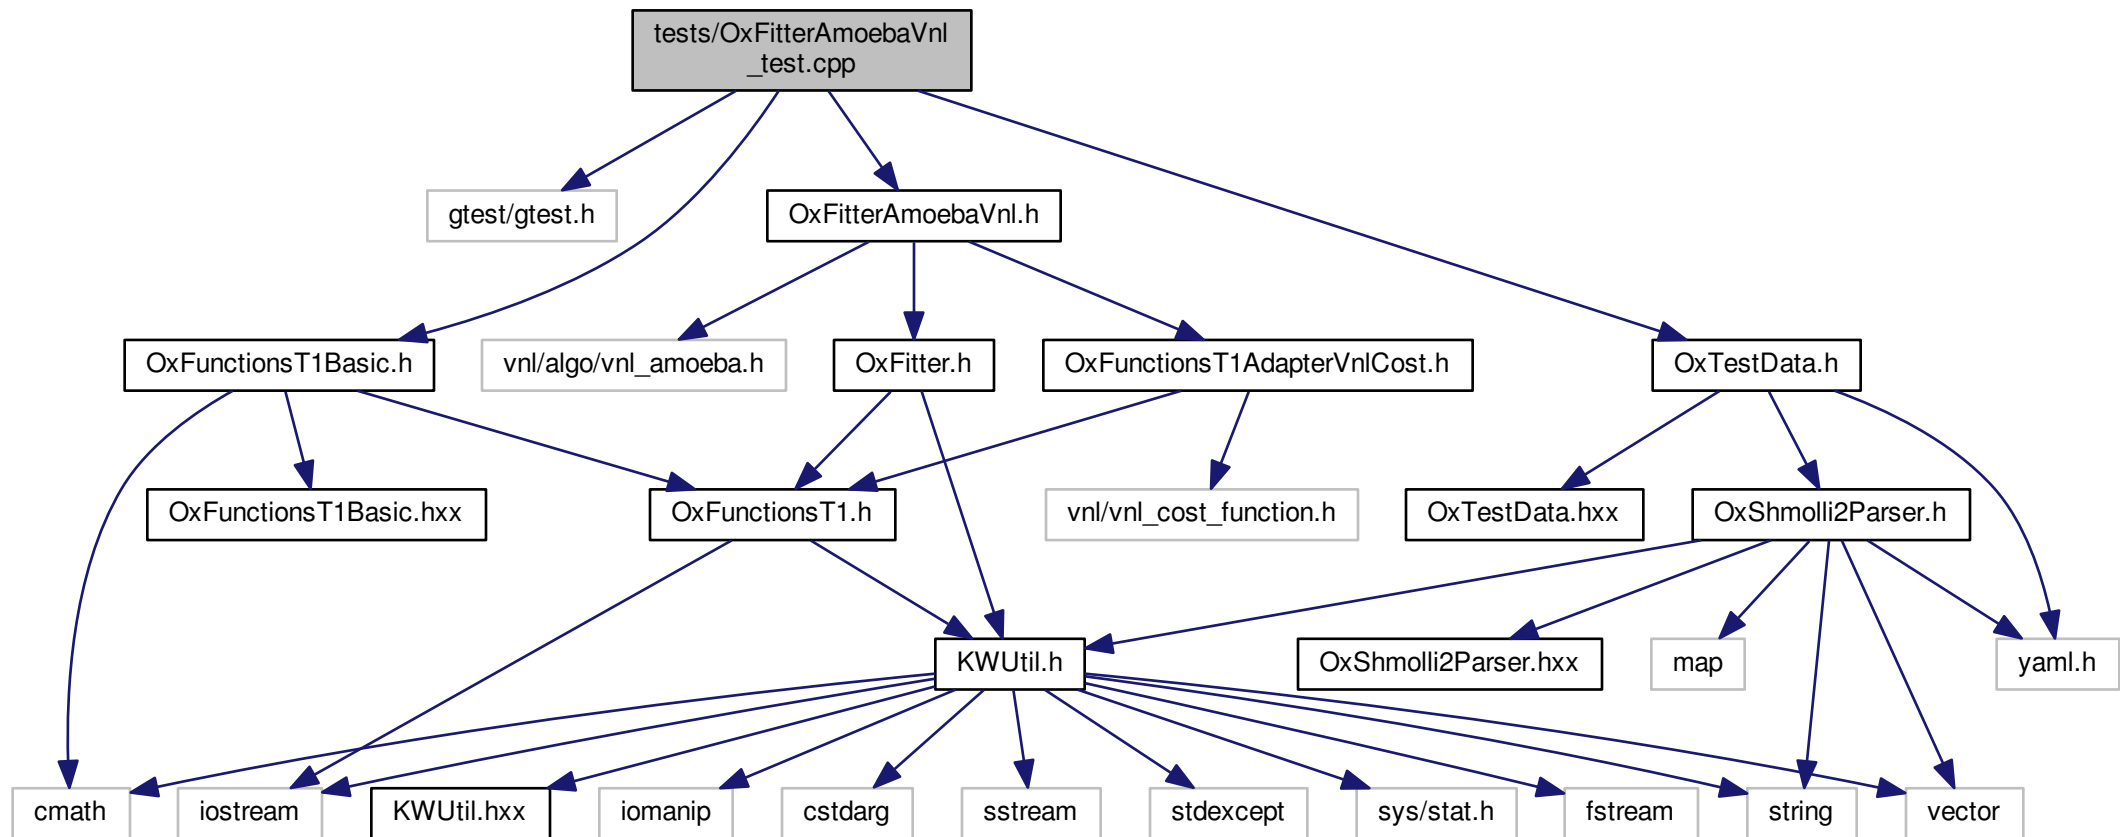 tests/OxFitterAmoebaVnl
_test.cpp
gtest/gtest.h
OxFitterAmoebaVnl.h
OxFunctionsT1Basic.h
vnl/algo/vnl_amoeba.h
OxFitter.h
OxFunctionsT1AdapterVnlCost.h
OxTestData.h
OxFunctionsT1Basic.hxx
OxFunctionsT1.h
vnl/vnl_cost_function.h
OxTestData.hxx
OxShmolli2Parser.h
KWUtil.h
OxShmolli2Parser.hxx
map
yaml.h
cmath
iostream
KWUtil.hxx
iomanip
cstdarg
sstream
stdexcept
sys/stat.h
fstream
string
vector